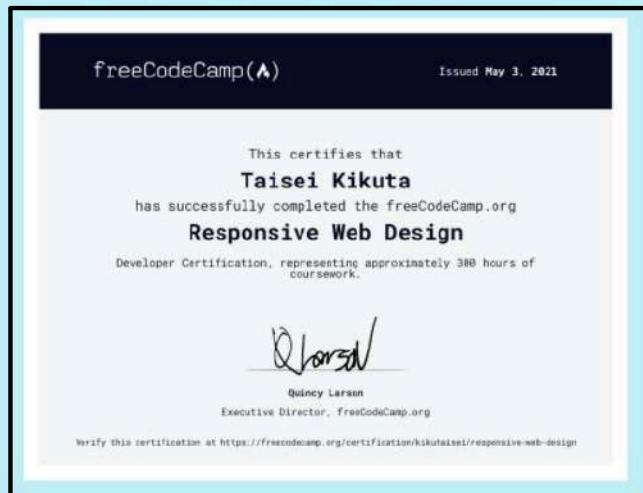 freeCodeCamp(🔥)
Issued May 3, 2021
This certifies that
Taisei Kikuta
has successfully completed the freeCodeCamp.org
Responsive Web Design
Developer Certification, representing approximately 300 hours of
coursework.
QLarson
Quincy Larson
Executive Director, freeCodeCamp.org
Verify this certification at https://freecodecamp.org/certification/kikutaisei/responsive-web-design